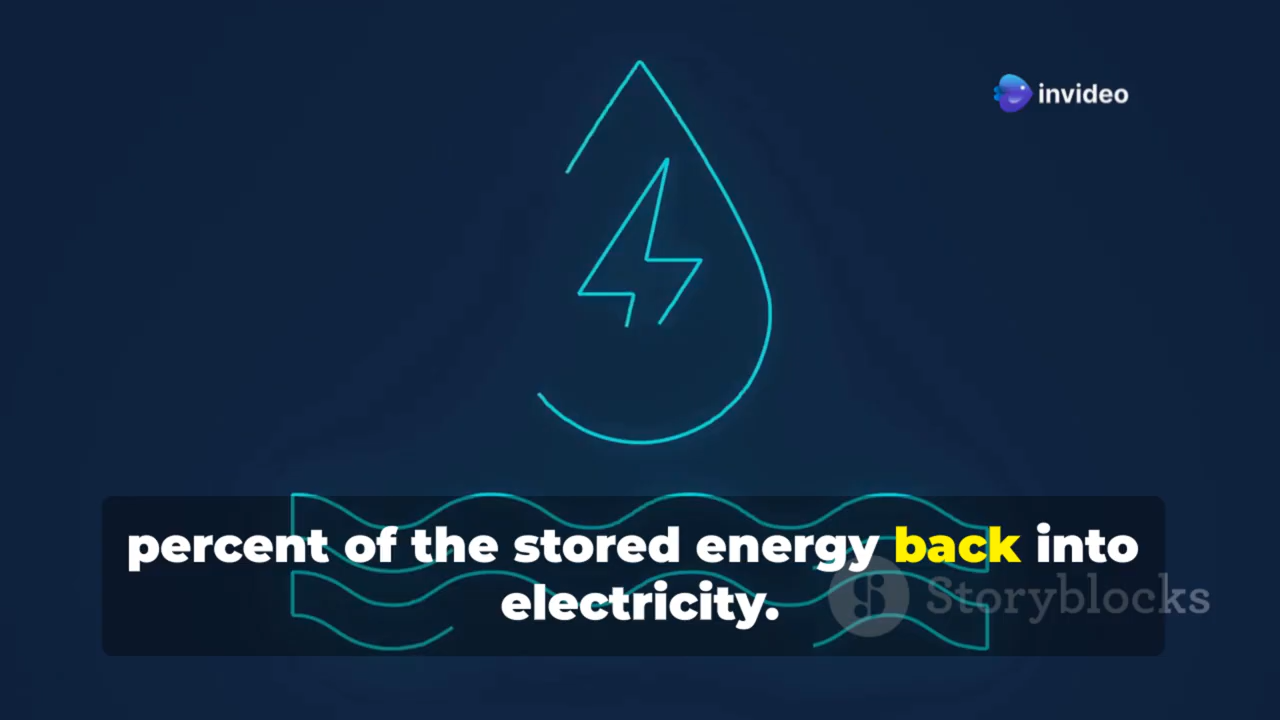 invideo
percent of the stored energy back into
electricity.
Storyblocks